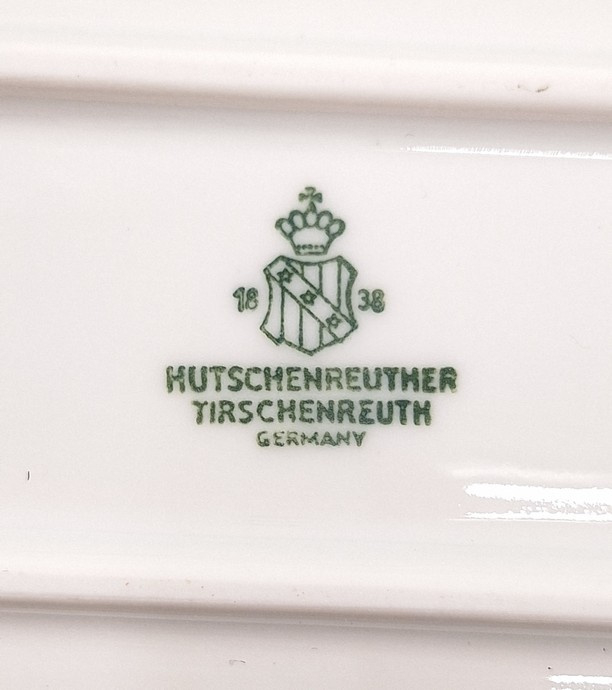 18 38
HUTSCHENREUTHER
TIRSCHENREUTH
GERMANY